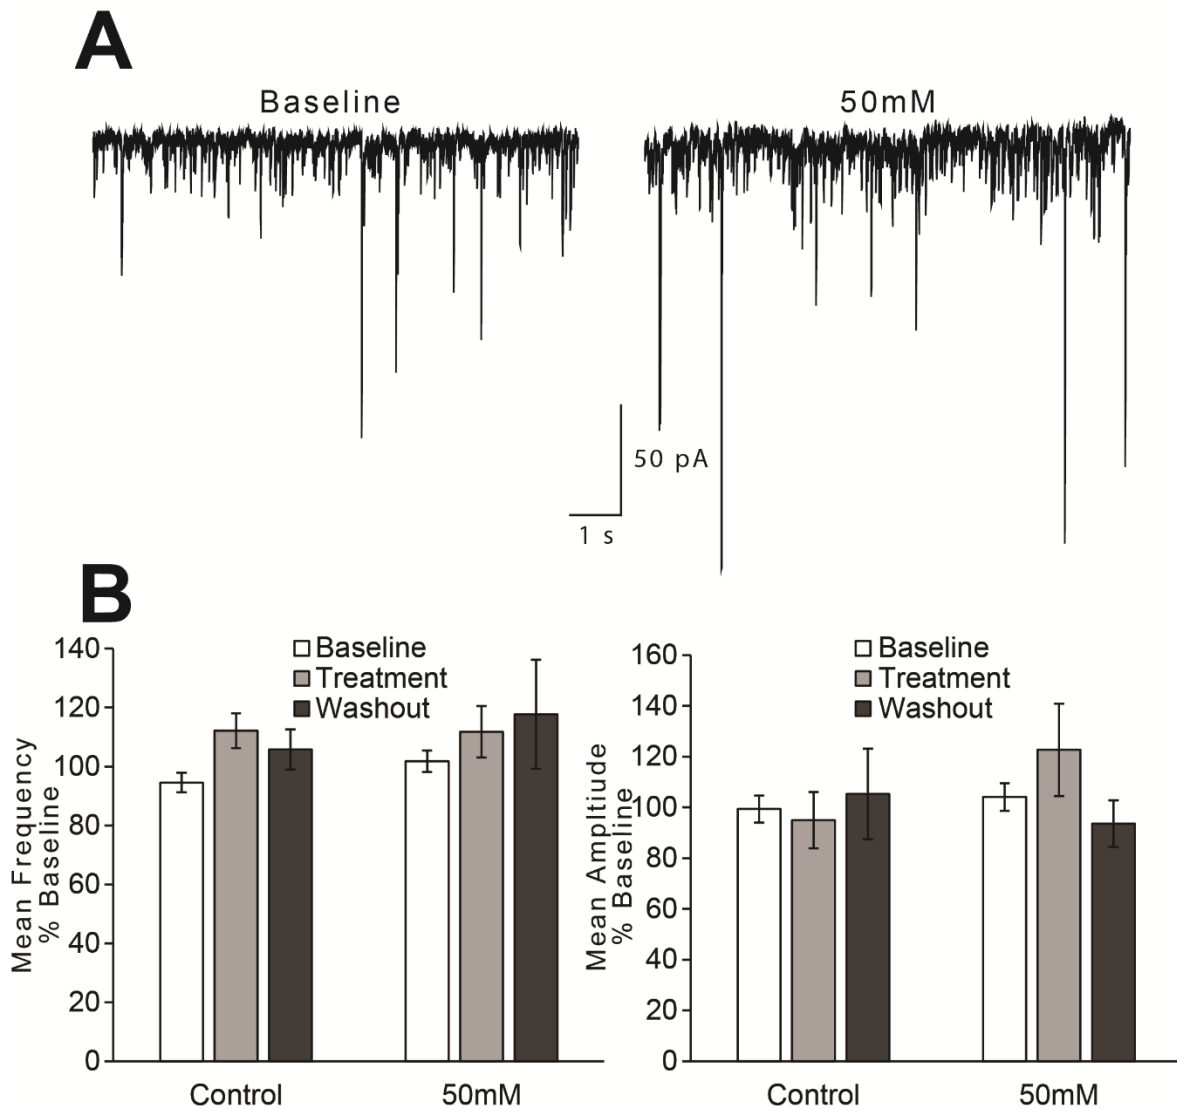 A
Baseline
50mM
50 pA
1 s
B
140
120
100
80
60
40
20
0
Mean Frequency
% Baseline
Baseline
Treatment
Washout
Control
50mM
160
140
120
100
80
60
40
20
0
Mean Ampltiude
% Baseline
Baseline
Treatment
Washout
Control
50mM